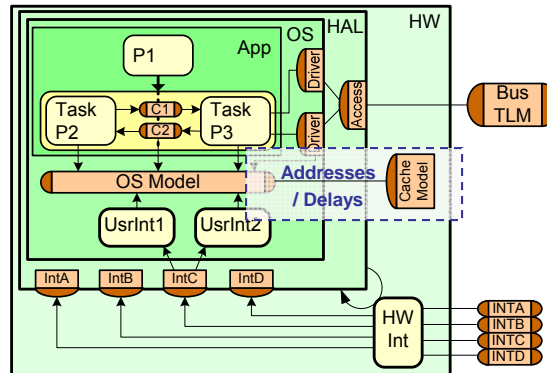 HW
HAL
OS
App
P1
Driver
Access
Bus
TLM
Task
P2
C1
C2
Task
P3
Driver
OS Model
Addresses
/ Delays
Cache
Model
UsrInt1
UsrInt2
IntA
IntB
IntC
IntD
HW
Int
INTA
INTB
INTC
INTD